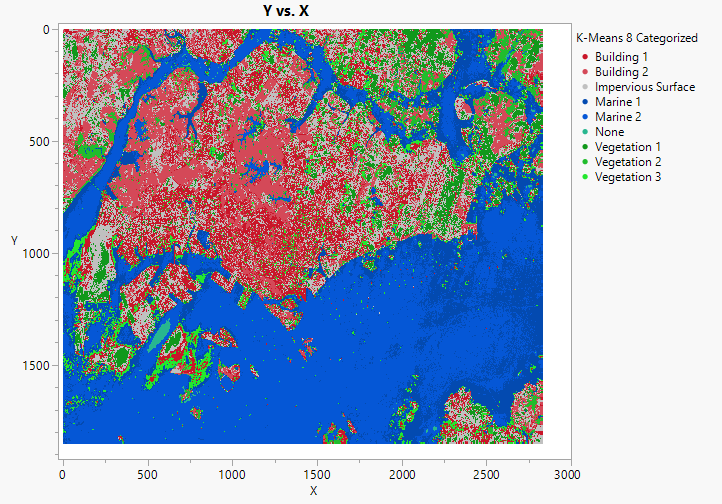 Y vs. X
K-Means 8 Categorized
Building 1
Building 2
Impervious Surface
Marine 1
Marine 2
None
Vegetation 1
Vegetation 2
Vegetation 3
0
500
1000
1500
Y
0 500 1000 1500 2000 2500 3000
X